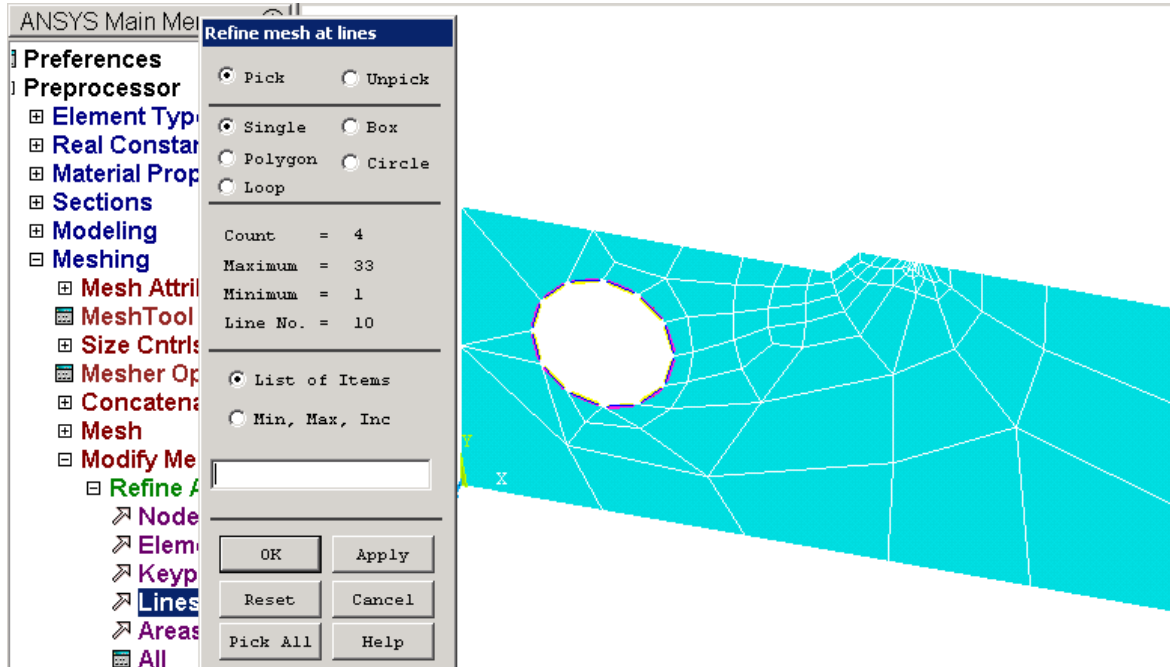 ANSYS Main Me
Preferences
Preprocessor
Element Typ
Real Constar
Material Prop
Sections
Modeling
Meshing
Mesh Attri
MeshTool
Size Cntrls
Mesher Op
Concatena
Mesh
Modify Me
Refine A
Node
Eleme
Keyp
Lines
Areas
All
Refine mesh at lines
Pick Unpick
Single Box
Polygon Circle
Loop
Count = 4
Maximum = 33
Minimum = 1
Line No. = 10
List of Items
Min, Max, Inc
OK Apply
Reset Cancel
Pick All Help
Y
X